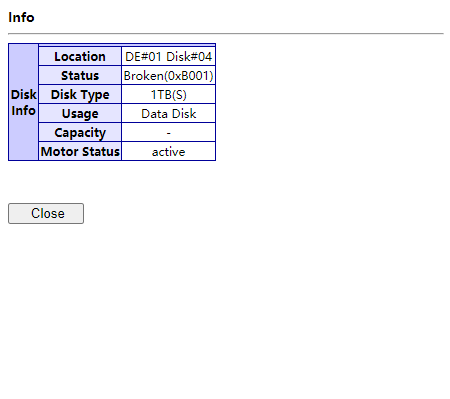 Info
Disk Info
Location DE#01 Disk#04
Status Broken(0xB001)
Disk Type 1TB(S)
Usage Data Disk
Capacity -
Motor Status active
Close